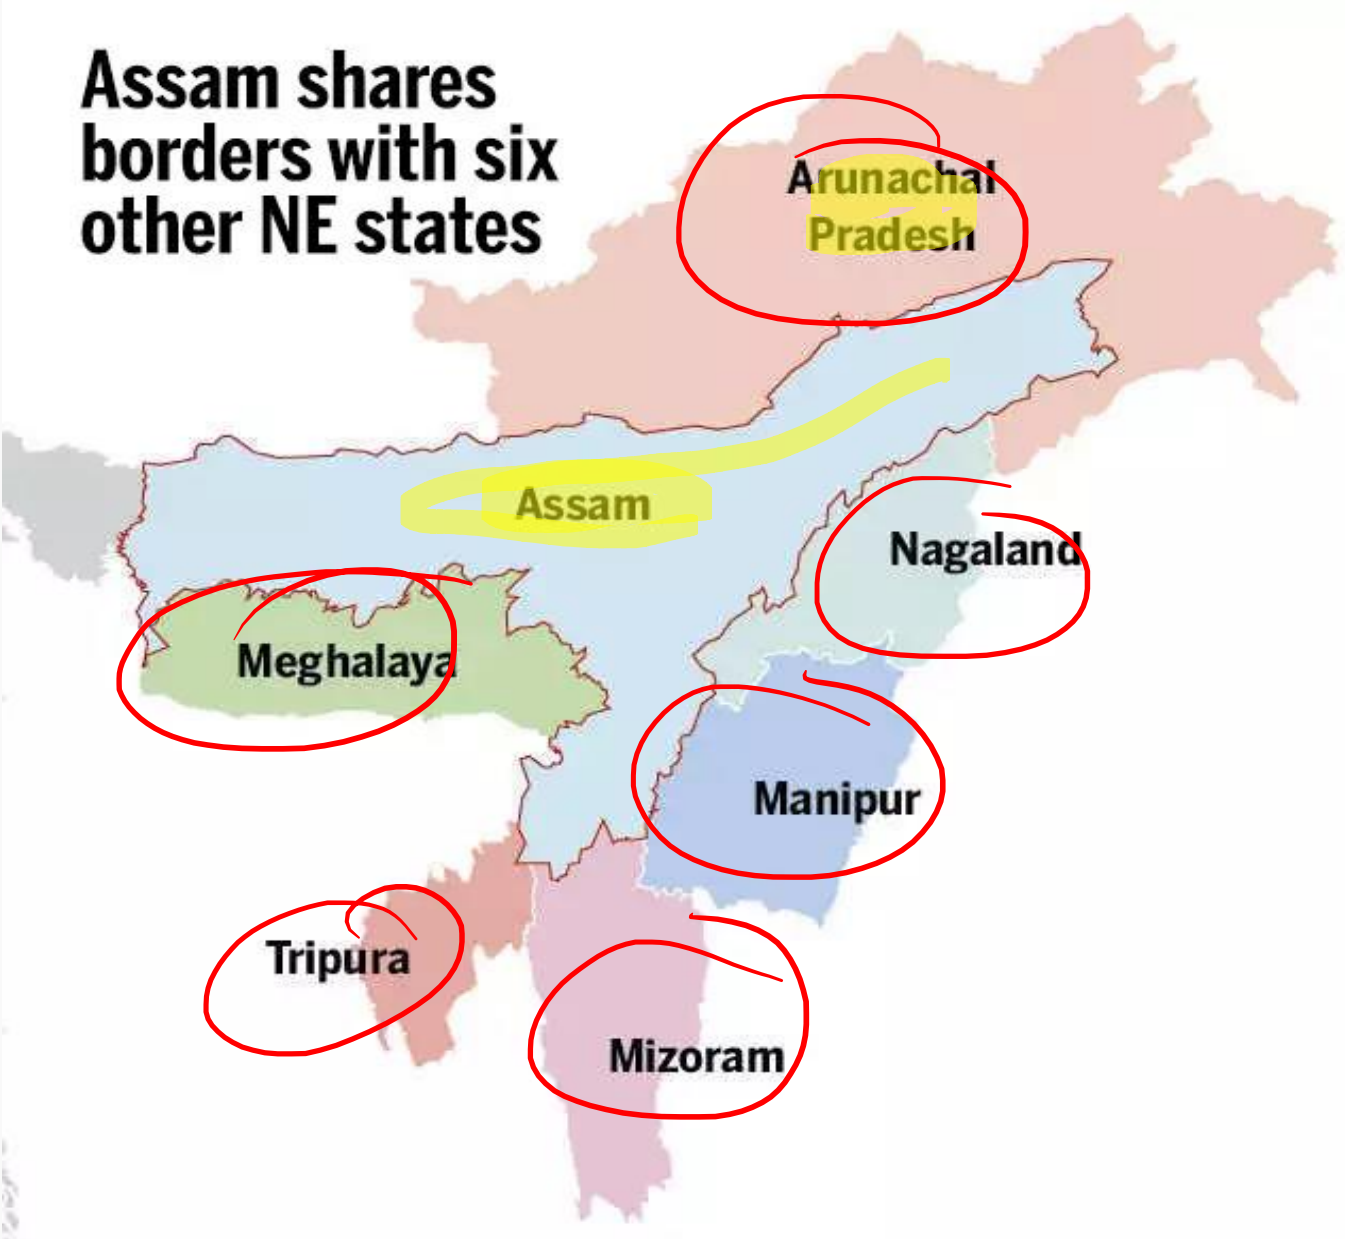 Assam shares
borders with six
other NE states
Arunachal
Pradesh
Assam
Nagaland
Meghalaya
Manipur
Tripura
Mizoram